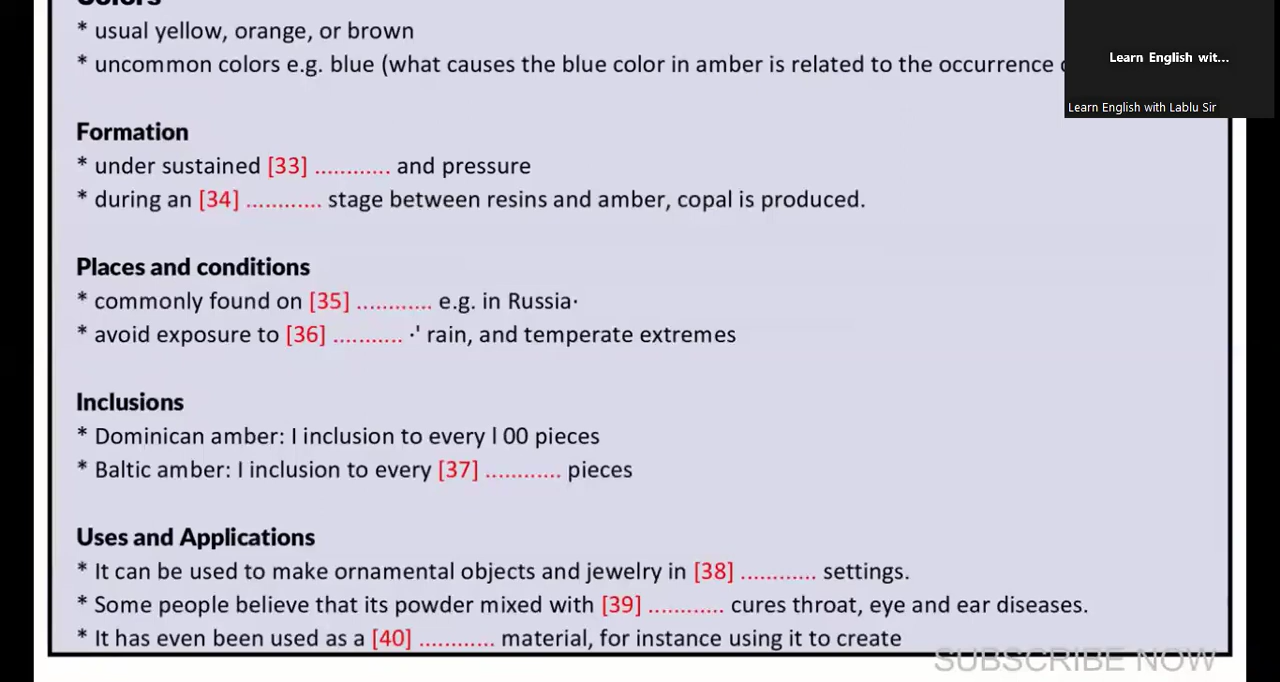 Colors
* usual yellow, orange, or brown
* uncommon colors e.g. blue (what causes the blue color in amber is related to the occurrence
Learn English wit...
Learn English with Lablu Sir
Formation
* under sustained [33] ............ and pressure
* during an [34] ............ stage between resins and amber, copal is produced.
Places and conditions
* commonly found on [35] ............ e.g. in Russia·
* avoid exposure to [36] ........... ·' rain, and temperate extremes
Inclusions
* Dominican amber: I inclusion to every l 00 pieces
* Baltic amber: I inclusion to every [37] ............ pieces
Uses and Applications
* It can be used to make ornamental objects and jewelry in [38] ............ settings.
* Some people believe that its powder mixed with [39] ............ cures throat, eye and ear diseases.
* It has even been used as a [40] ............ material, for instance using it to create
SUBSCRIBE NOW